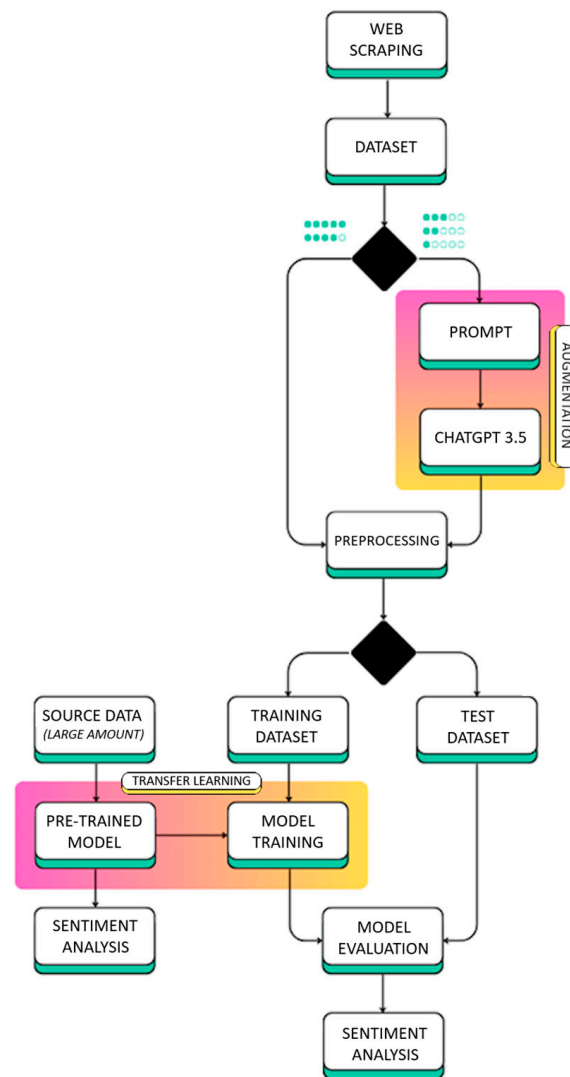 WEB
SCRAPING
DATASET
PROMPT
AUGMENTATION
CHATGPT 3.5
PREPROCESSING
SOURCE DATA
(LARGE AMOUNT)
TRAINING
DATASET
TEST
DATASET
TRANSFER LEARNING
PRE-TRAINED
MODEL
MODEL
TRAINING
SENTIMENT
ANALYSIS
MODEL
EVALUATION
SENTIMENT
ANALYSIS